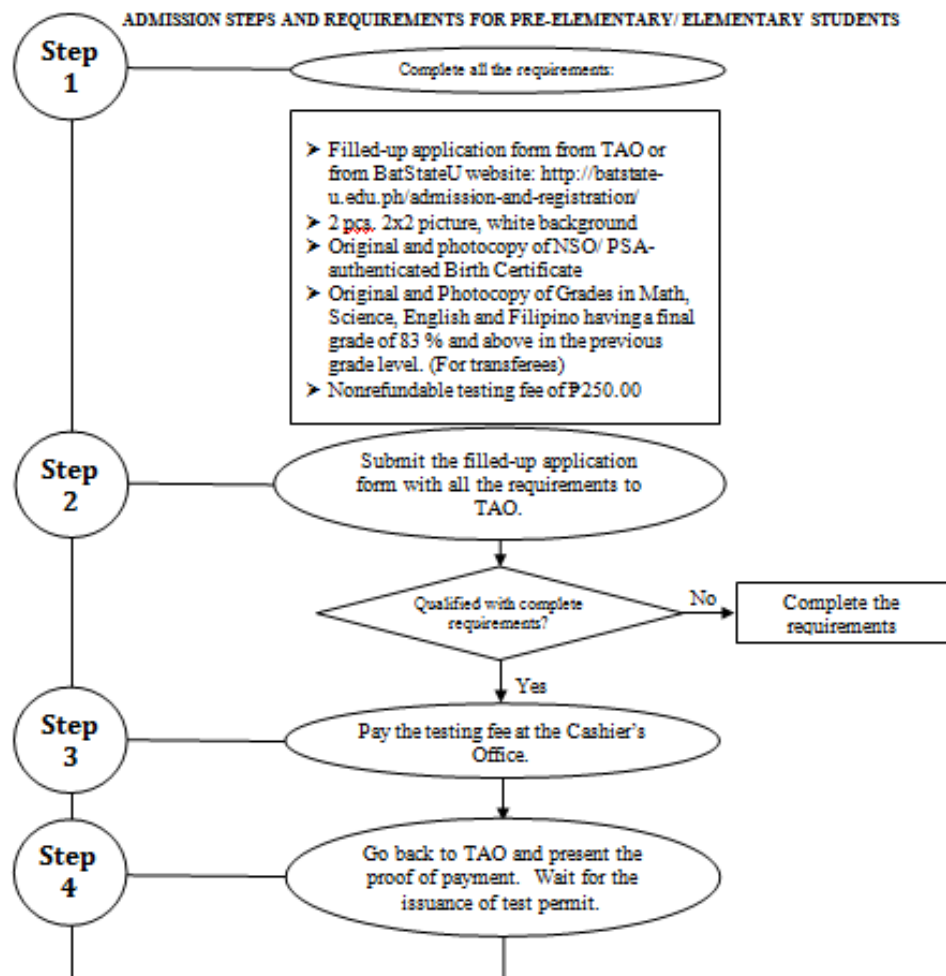 ADMISSION STEPS AND REQUIREMENTS FOR PRE-ELEMENTARY/ ELEMENTARY STUDENTS
Step
1
Complete all the requirements:
➤ Filled-up application form from TAO or
from BatStateU website: http://batstate-
u.edu.ph/admission-and-registration/
➤ 2 pcs. 2x2 picture, white background
➤ Original and photocopy of NSO/ PSA-
authenticated Birth Certificate
➤ Original and Photocopy of Grades in Math,
Science, English and Filipino having a final
grade of 83 % and above in the previous
grade level. (For transferees)
➤ Nonrefundable testing fee of ₱250.00
Step
2
Submit the filled-up application
form with all the requirements to
TAO.
Qualified with complete
requirements?
No
Complete the
requirements
Yes
Step
3
Pay the testing fee at the Cashier's
Office.
Step
4
Go back to TAO and present the
proof of payment. Wait for the
issuance of test permit.